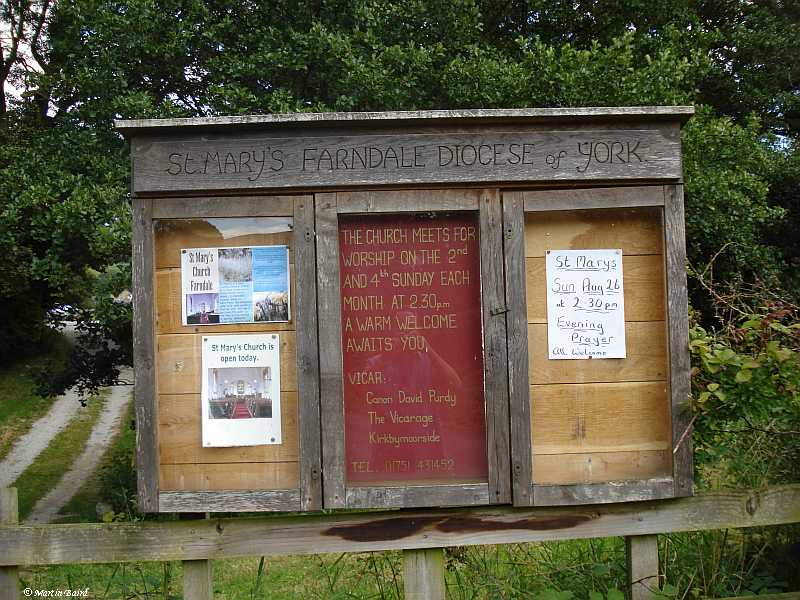 ST. MARY'S FARNDALE DIOCESE of YORK.
St Mary's
Church
Farndale
St Mary's Church is
open today.
THE CHURCH MEETS FOR
WORSHIP ON THE 2nd
AND 4th SUNDAY EACH
MONTH AT 2.30pm
A WARM WELCOME
AWAITS YOU,
VICAR:
Canon David Purdy
The Vicarage
Kirkbymoorside
TEL. 01751 431452
St Marys
Sun Aug 26
at 2-30pm
Evening
Prayer
All Welcome
© Martin Baird